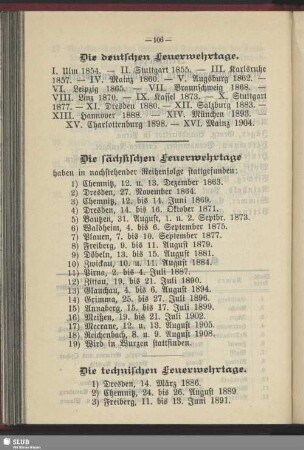 — 106 —
Die deutschen Feuerwehrtage.
I. Ulm 1854. — II. Stuttgart 1855. — III. Karlsruhe
1857. — IV. Mainz 1860. — V. Augsburg 1862. —
VI. Leipzig 1865. — VII. Braunschweig 1868. —
VIII. Linz 1870. — IX. Kassel 1873. — X. Stuttgart
1877. — XI. Dresden 1880. — XII. Salzburg 1883. —
XIII. Hannover 1888. — XIV. München 1893. —
XV. Charlottenburg 1898. — XVI. Mainz 1904.
Die sächsischen Feuerwehrtage
haben in nachstehender Reihenfolge stattgefunden:
1) Chemnitz, 12. u. 13. Dezember 1863.
2) Dresden, 27. November 1864.
3) Chemnitz, 12. bis 14. Juni 1869.
4) Dresden, 14. bis 16. Oktober 1871.
5) Bautzen, 31. August, 1. u. 2. Septbr. 1873.
6) Waldheim, 4. bis 6. September 1875.
7) Plauen, 7. bis 10. September 1877.
8) Freiberg, 9. bis 11. August 1879.
9) Döbeln, 13. bis 15. August 1881.
10) Zwickau, 10. u. 11. August 1884.
11) Pirna, 2. bis 4. Juli 1887.
12) Zittau, 19. bis 21. Juli 1890.
13) Glauchau, 4. bis 6. August 1894.
14) Grimma, 25. bis 27. Juli 1896.
15) Annaberg, 15. bis 17. Juli 1899.
16) Meißen, 19. bis 21. Juli 1902.
17) Meerane, 12. u. 13. August 1905.
18) Reichenbach, 8. u. 9. August 1908.
19) Wird in Wurzen stattfinden.
Die technischen Feuerwehrtage.
1) Dresden, 14. März 1886.
2) Chemnitz, 24. bis 26. August 1889.
3) Freiberg, 11. bis 13. Juni 1891.
SLUB